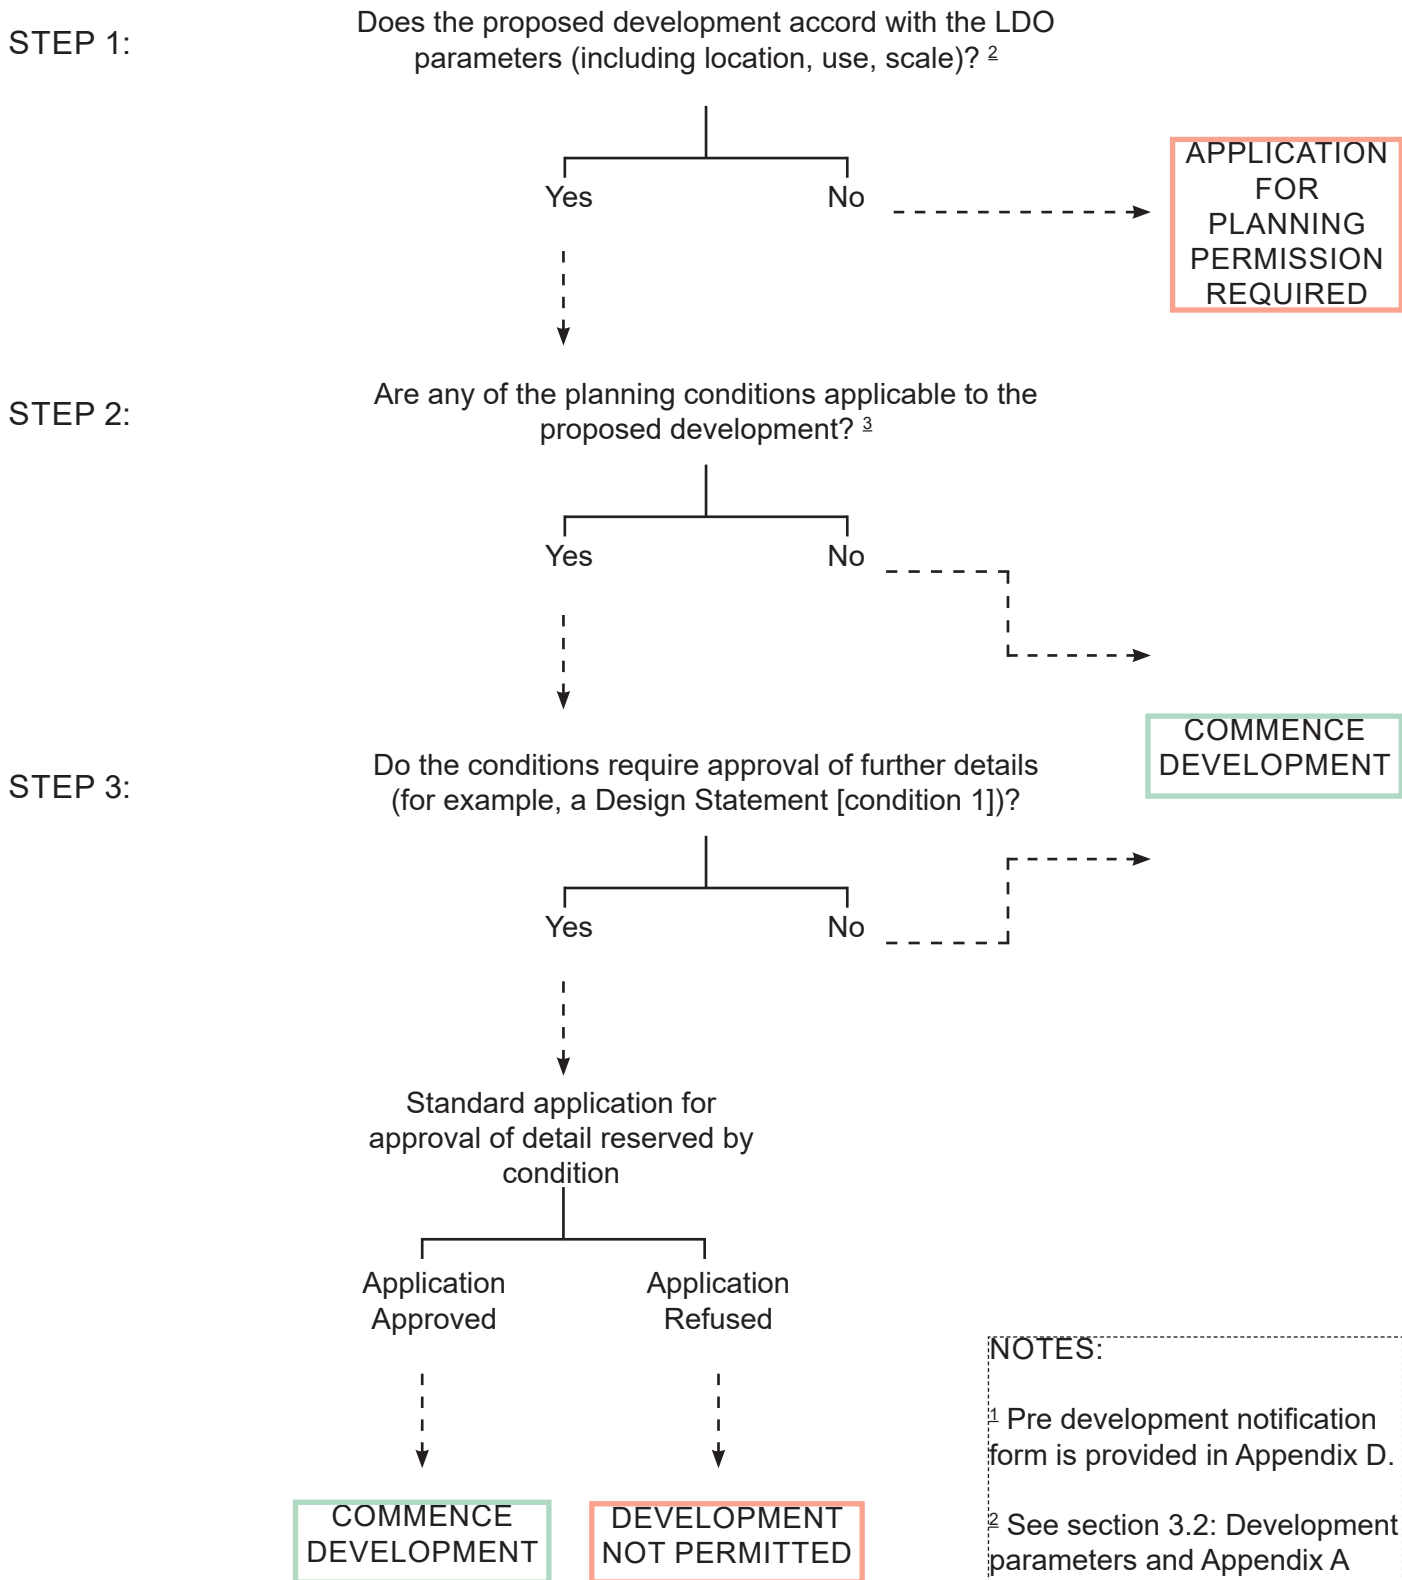 STEP 1:
Does the proposed development accord with the LDO
parameters (including location, use, scale)? 2
Yes
No
APPLICATION
FOR
PLANNING
PERMISSION
REQUIRED
STEP 2:
Are any of the planning conditions applicable to the
proposed development? 3
Yes
No
COMMENCE
DEVELOPMENT
STEP 3:
Do the conditions require approval of further details
(for example, a Design Statement [condition 1])?
Yes
No
Standard application for
approval of detail reserved by
condition
Application
Approved
Application
Refused
COMMENCE
DEVELOPMENT
DEVELOPMENT
NOT PERMITTED
NOTES:
1 Pre development notification
form is provided in Appendix D.
2 See section 3.2: Development
parameters and Appendix A